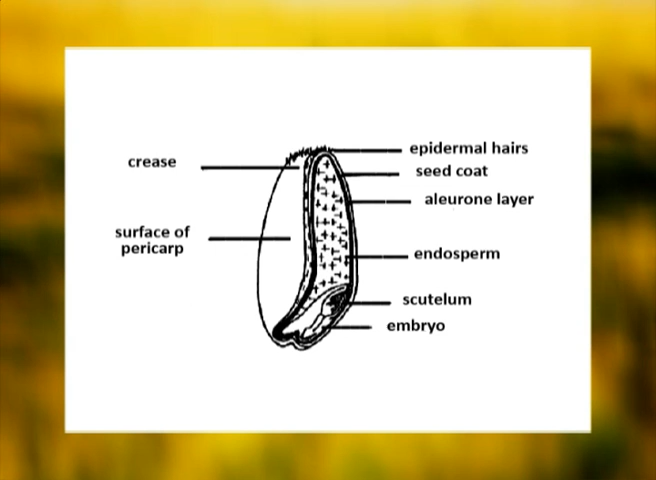 epidermal hairs
crease
seed coat
aleurone layer
surface of
pericarp
endosperm
scutelum
embryo